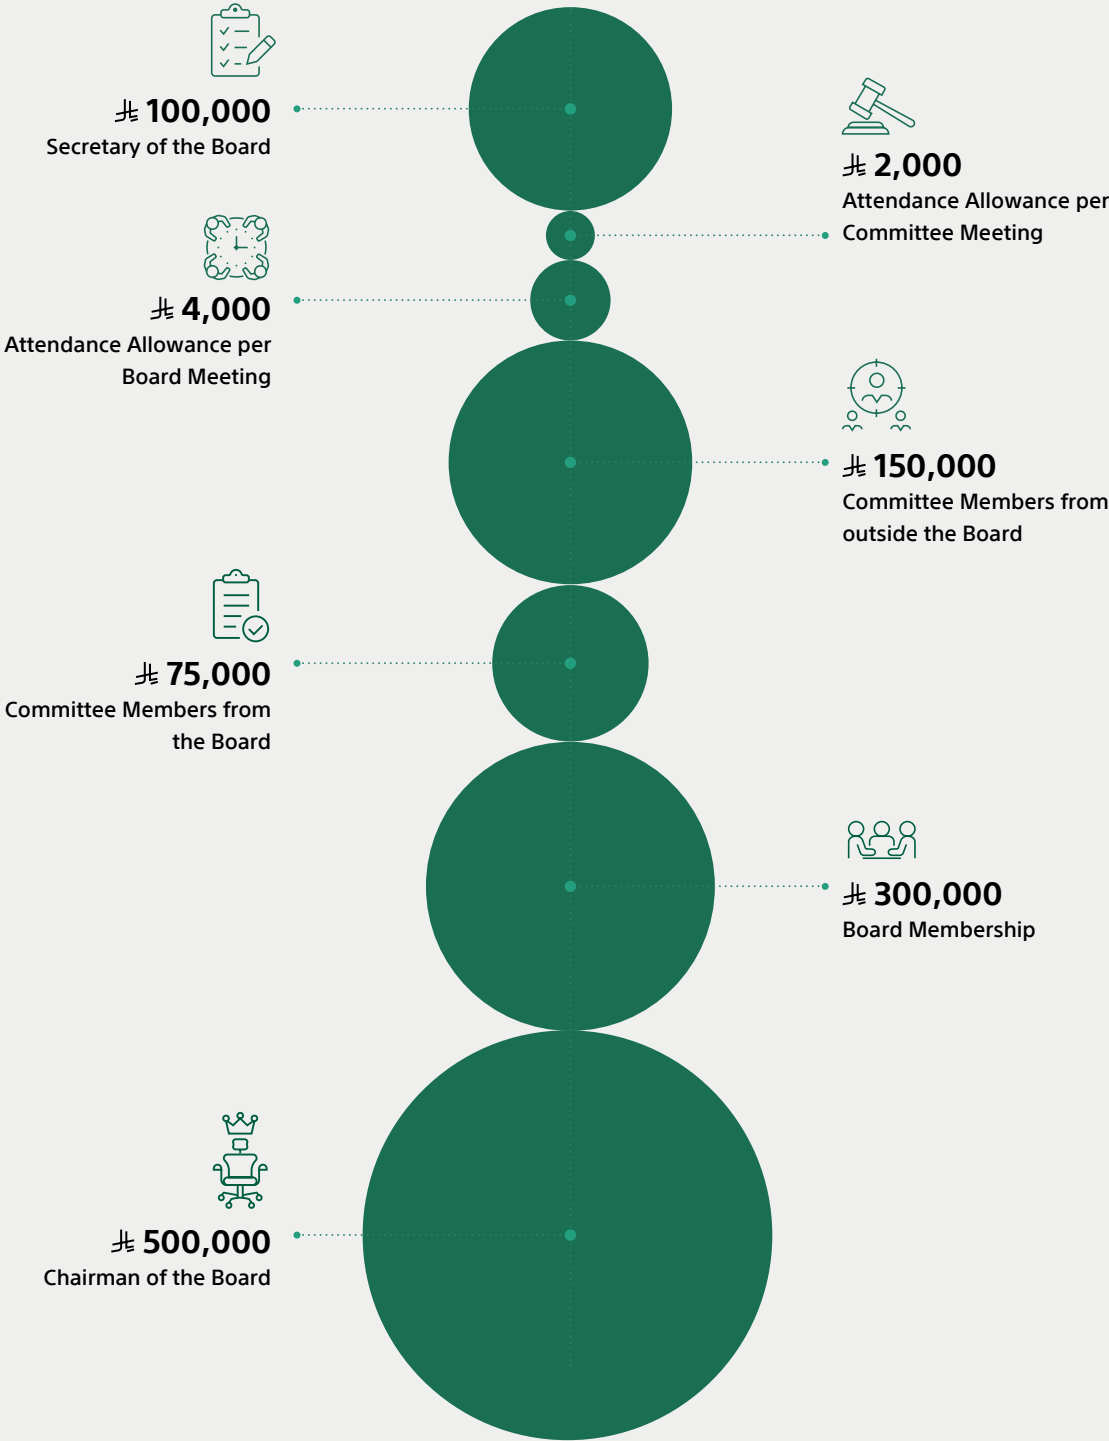 ⃁ 100,000
Secretary of the Board
⃁ 2,000
Attendance Allowance per
Committee Meeting
⃁ 4,000
Attendance Allowance per
Board Meeting
⃁ 150,000
Committee Members from
outside the Board
⃁ 75,000
Committee Members from
the Board
⃁ 300,000
Board Membership
⃁ 500,000
Chairman of the Board